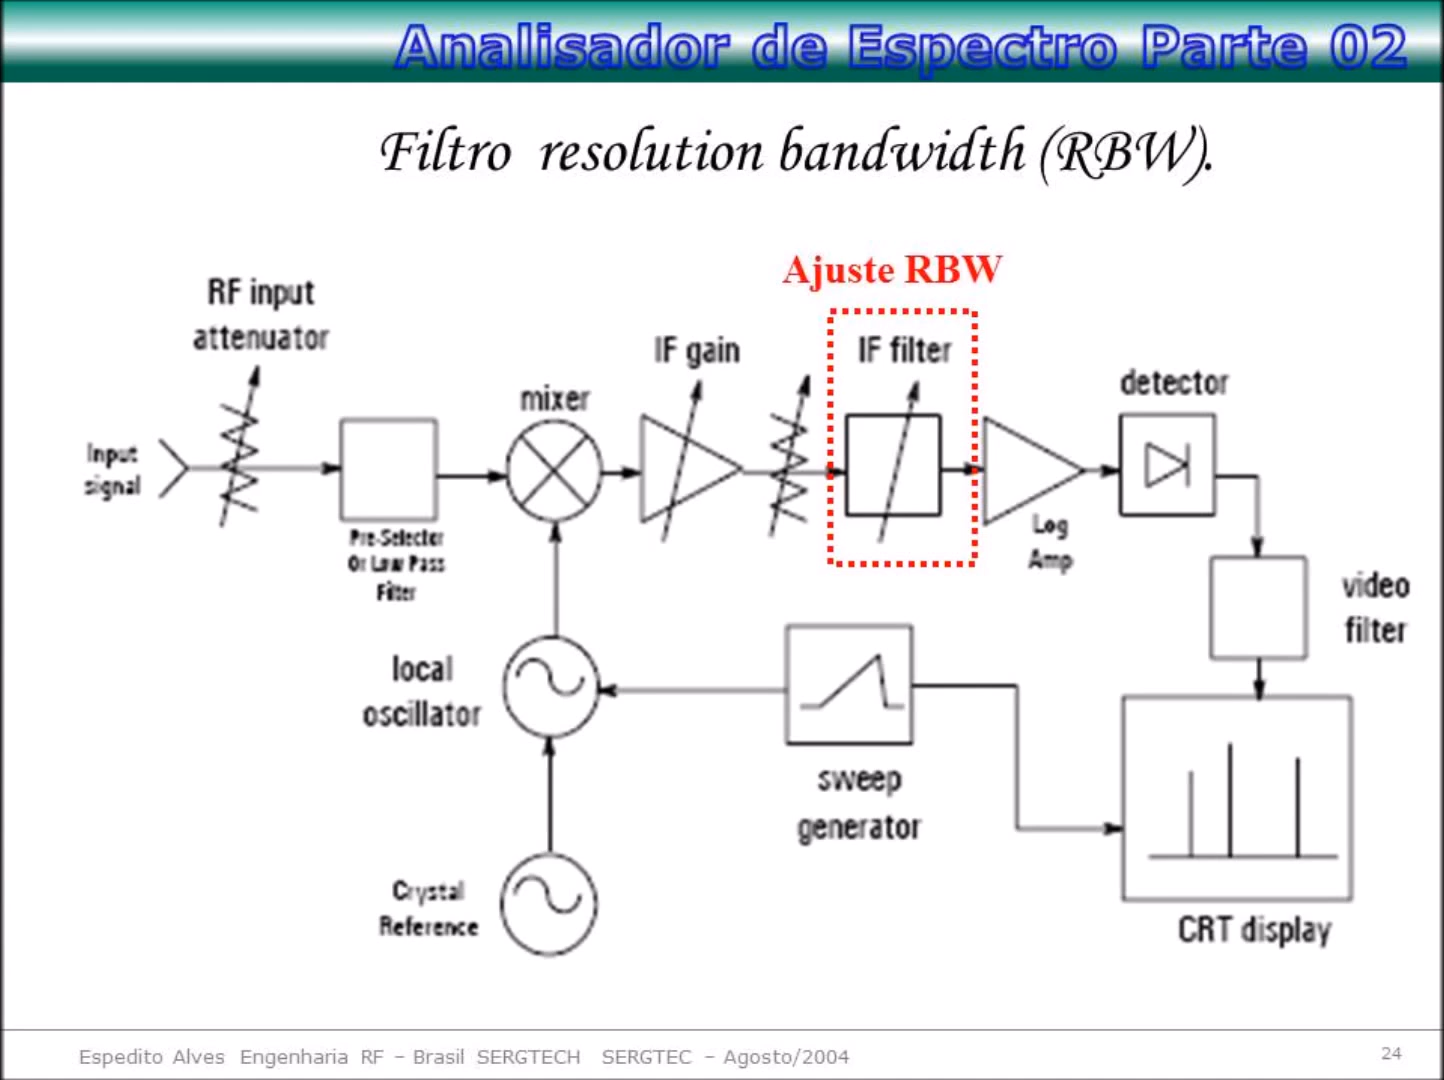 Analisador de Espectro Parte 02
Filtro resolution bandwidth (RBW).
Ajuste RBW
RF input
attenuator
IF gain
IF filter
mixer
detector
Input
signal
Pre-Selector
Or Low Pass
Filter
Log
Amp
video
filter
local
oscillator
sweep
generator
Crystal
Reference
CRT display
Espedito Alves Engenharia RF – Brasil SERGTECH SERGTEC – Agosto/2004
24